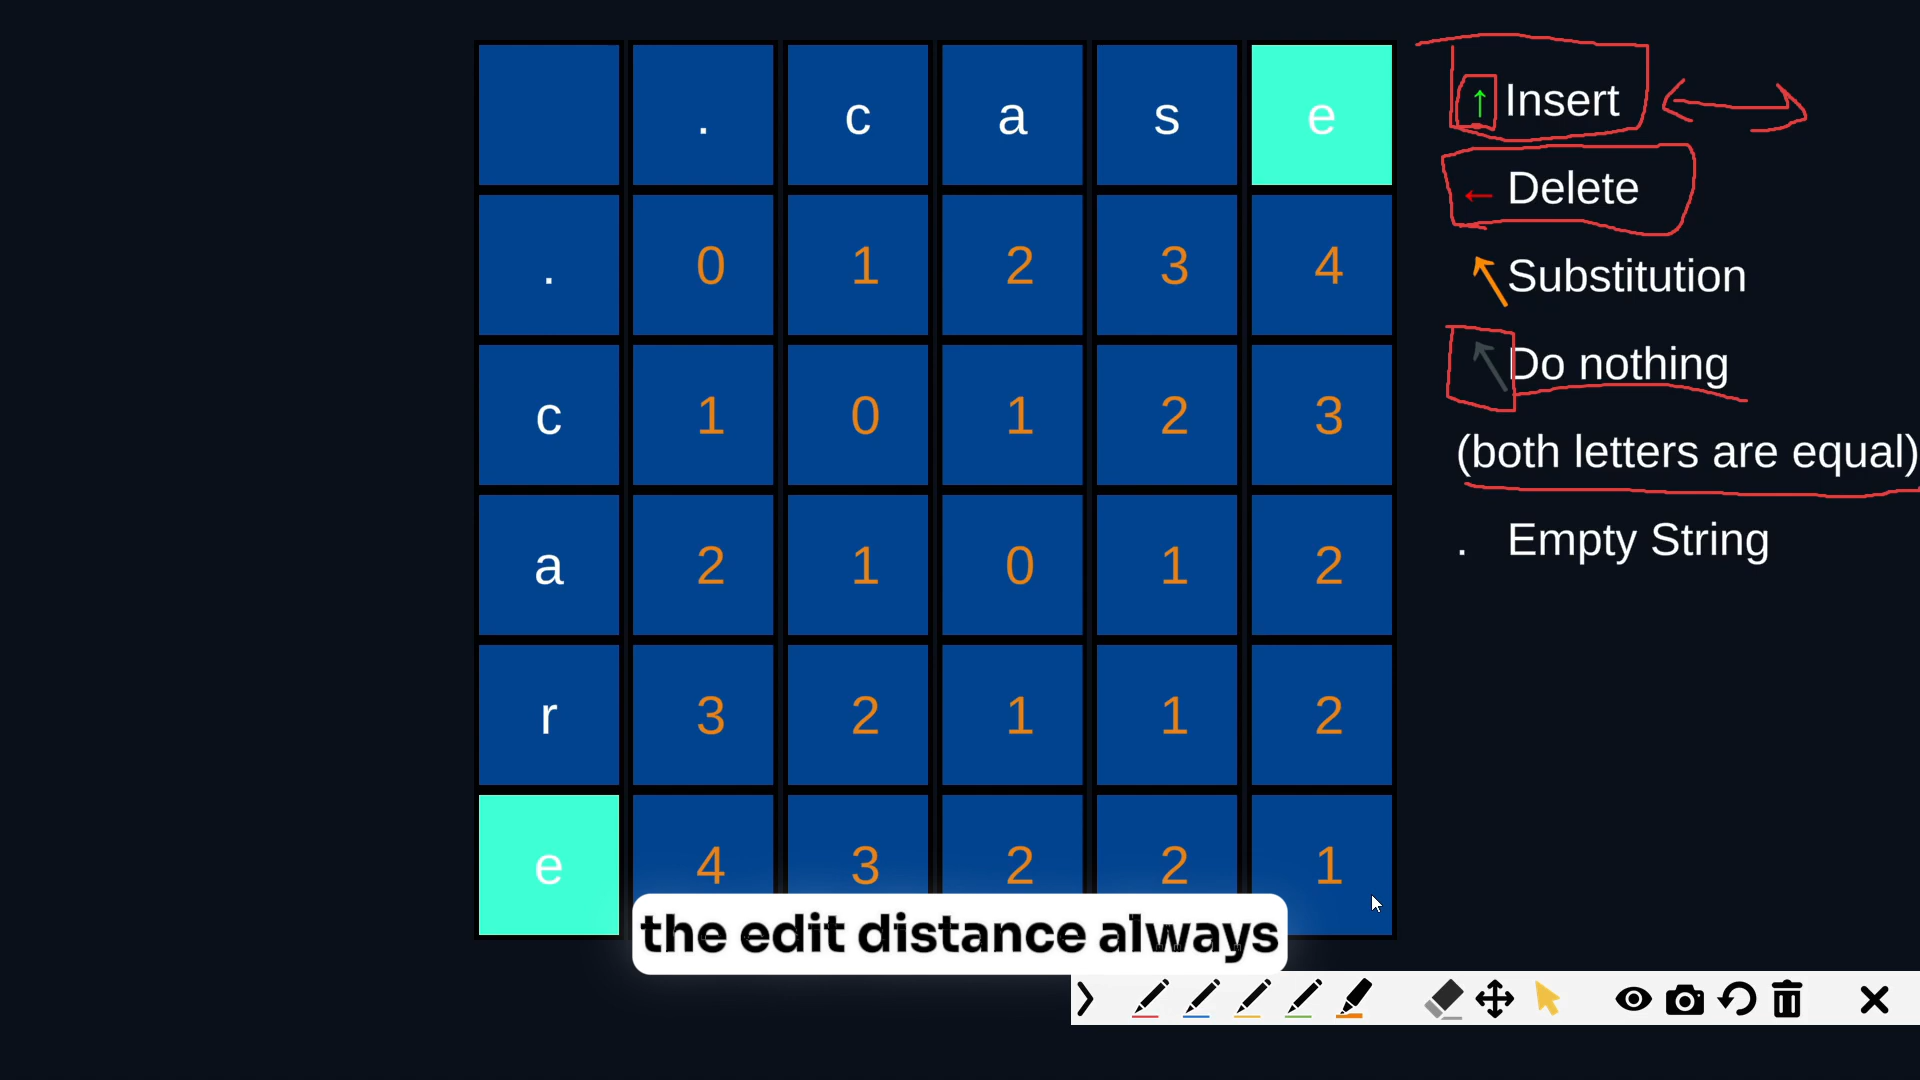 . c a s e
. 0 1 2 3 4
c 1 0 1 2 3
a 2 1 0 1 2
r 3 2 1 1 2
e 4 3 2 2 1
↑ Insert
← Delete
↖ Substitution
↖ Do nothing
(both letters are equal)
. Empty String
the edit distance always